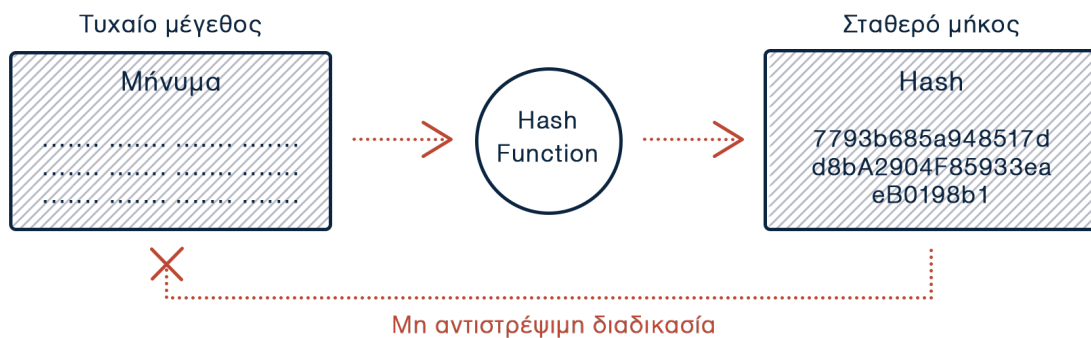 Τυχαίο μέγεθος
Μήνυμα
....... ....... ....... .......
....... ....... ....... .......
....... ....... ....... .......
Hash
Function
Σταθερό μήκος
Hash
7793b685a948517d
d8bA2904F85933ea
eB0198b1
Μη αντιστρέψιμη διαδικασία